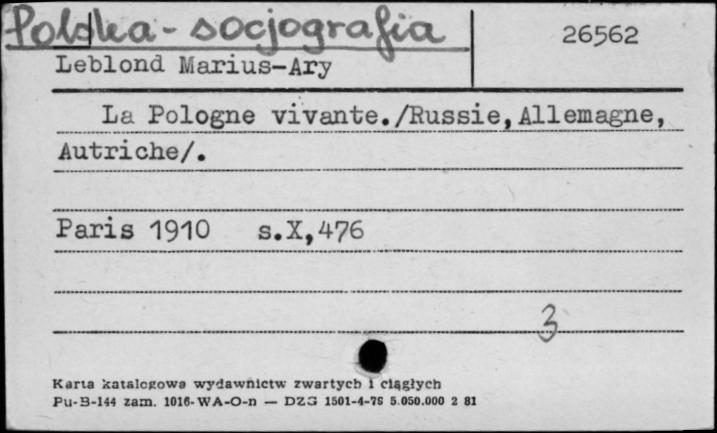 Polska - socjografia
26562
Leblond Marius-Ary
La Pologne vivante./Russie,Allemagne,
Autriche/.
Paris 1910 s.X,476
3
Karta katalogowa wydawnictw zwartych i ciągłych
Pu-B-144 zam. 1016-WA-O-n — DZG 1501-4-78 5.050.000 2 81